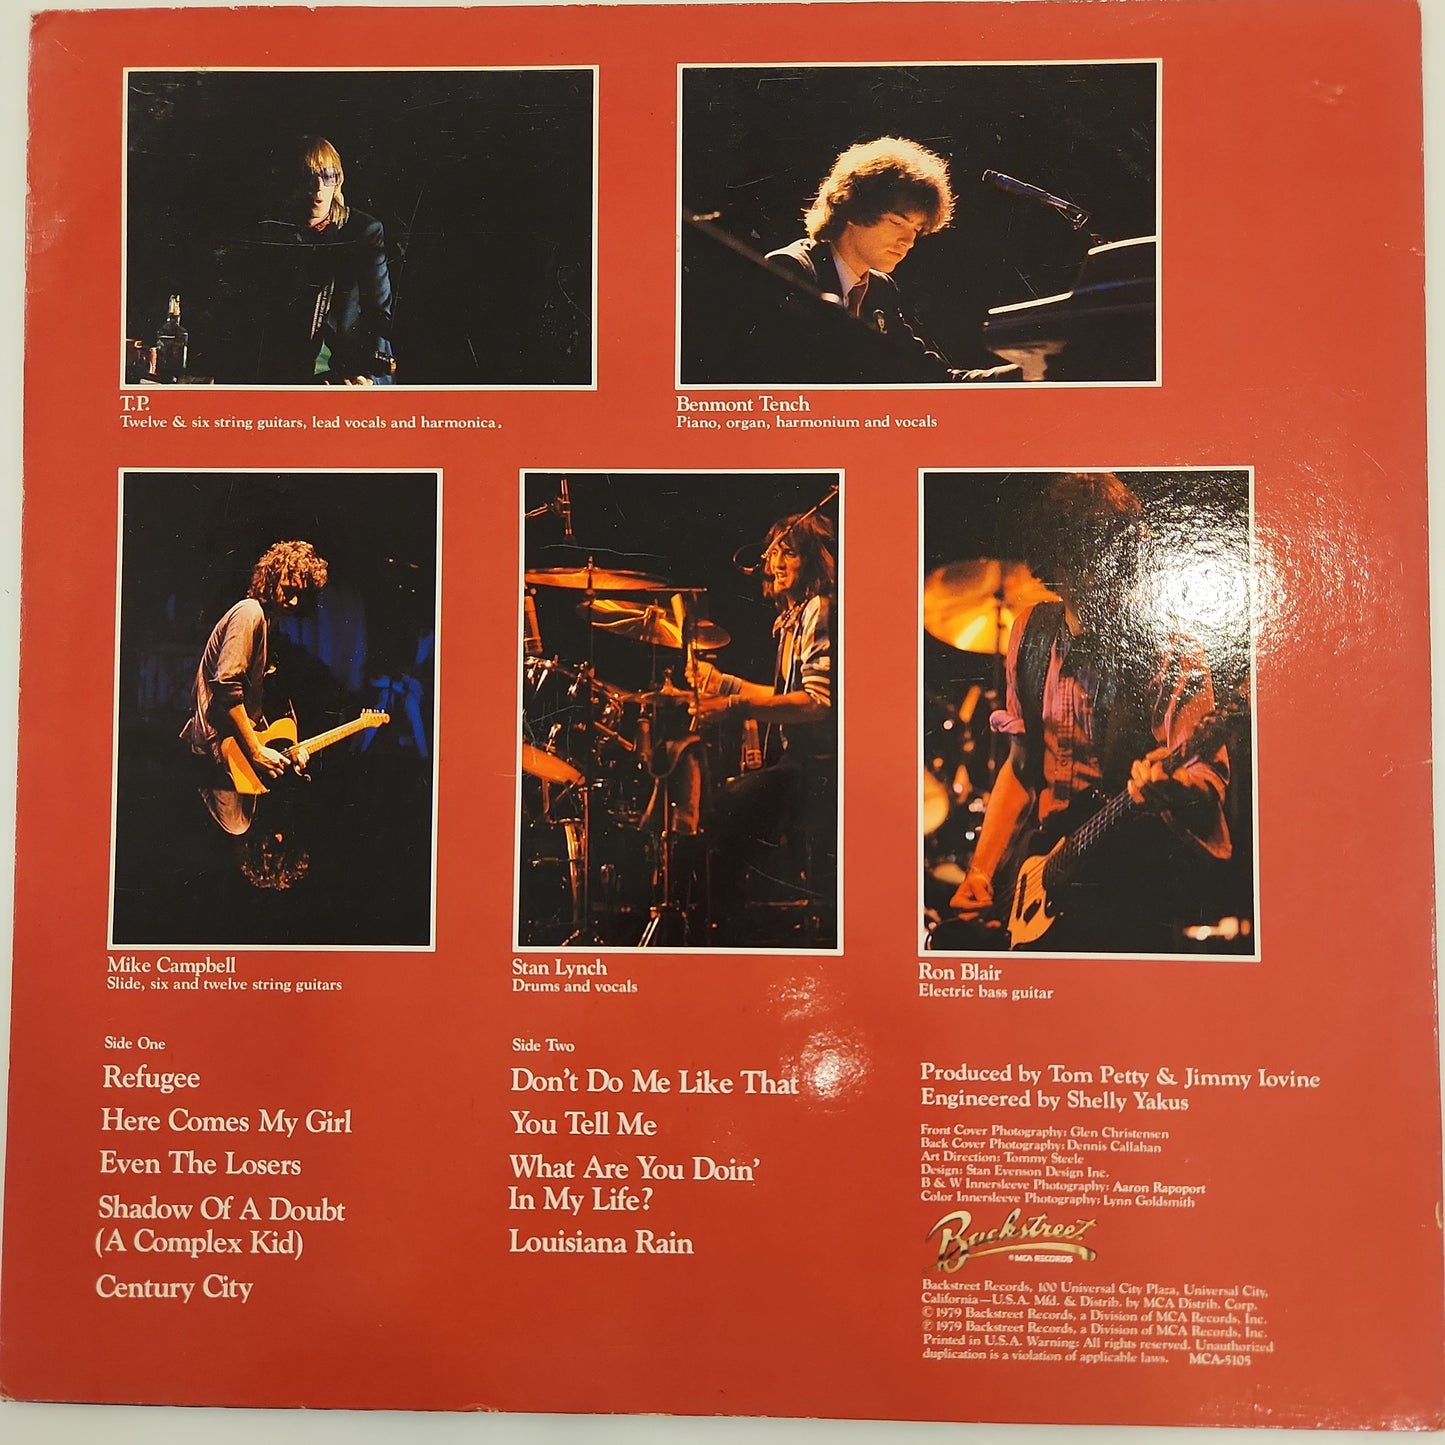 T.P.
Twelve & six string guitars, lead vocals and harmonica.
Benmont Tench
Piano, organ, harmonium and vocals
Mike Campbell
Slide, six and twelve string guitars
Stan Lynch
Drums and vocals
Ron Blair
Electric bass guitar
Side One
Refugee
Here Comes My Girl
Even The Losers
Shadow Of A Doubt
(A Complex Kid)
Century City
Side Two
Don't Do Me Like That
You Tell Me
What Are You Doin'
In My Life?
Louisiana Rain
Produced by Tom Petty & Jimmy Iovine
Engineered by Shelly Yakus
Front Cover Photography: Glen Christensen
Back Cover Photography: Dennis Callahan
Art Direction: Tommy Steele
Design: Stan Evenson Design Inc.
B & W Innersleeve Photography: Aaron Rapoport
Color Innersleeve Photography: Lynn Goldsmith
Backstreet
MCA RECORDS
Backstreet Records, 100 Universal City Plaza, Universal City,
California—U.S.A. Mfd. & Distrib. by MCA Distrib. Corp.
© 1979 Backstreet Records, a Division of MCA Records, Inc.
℗ 1979 Backstreet Records, a Division of MCA Records, Inc.
Printed in U.S.A. Warning: All rights reserved. Unauthorized
duplication is a violation of applicable laws. MCA-5105